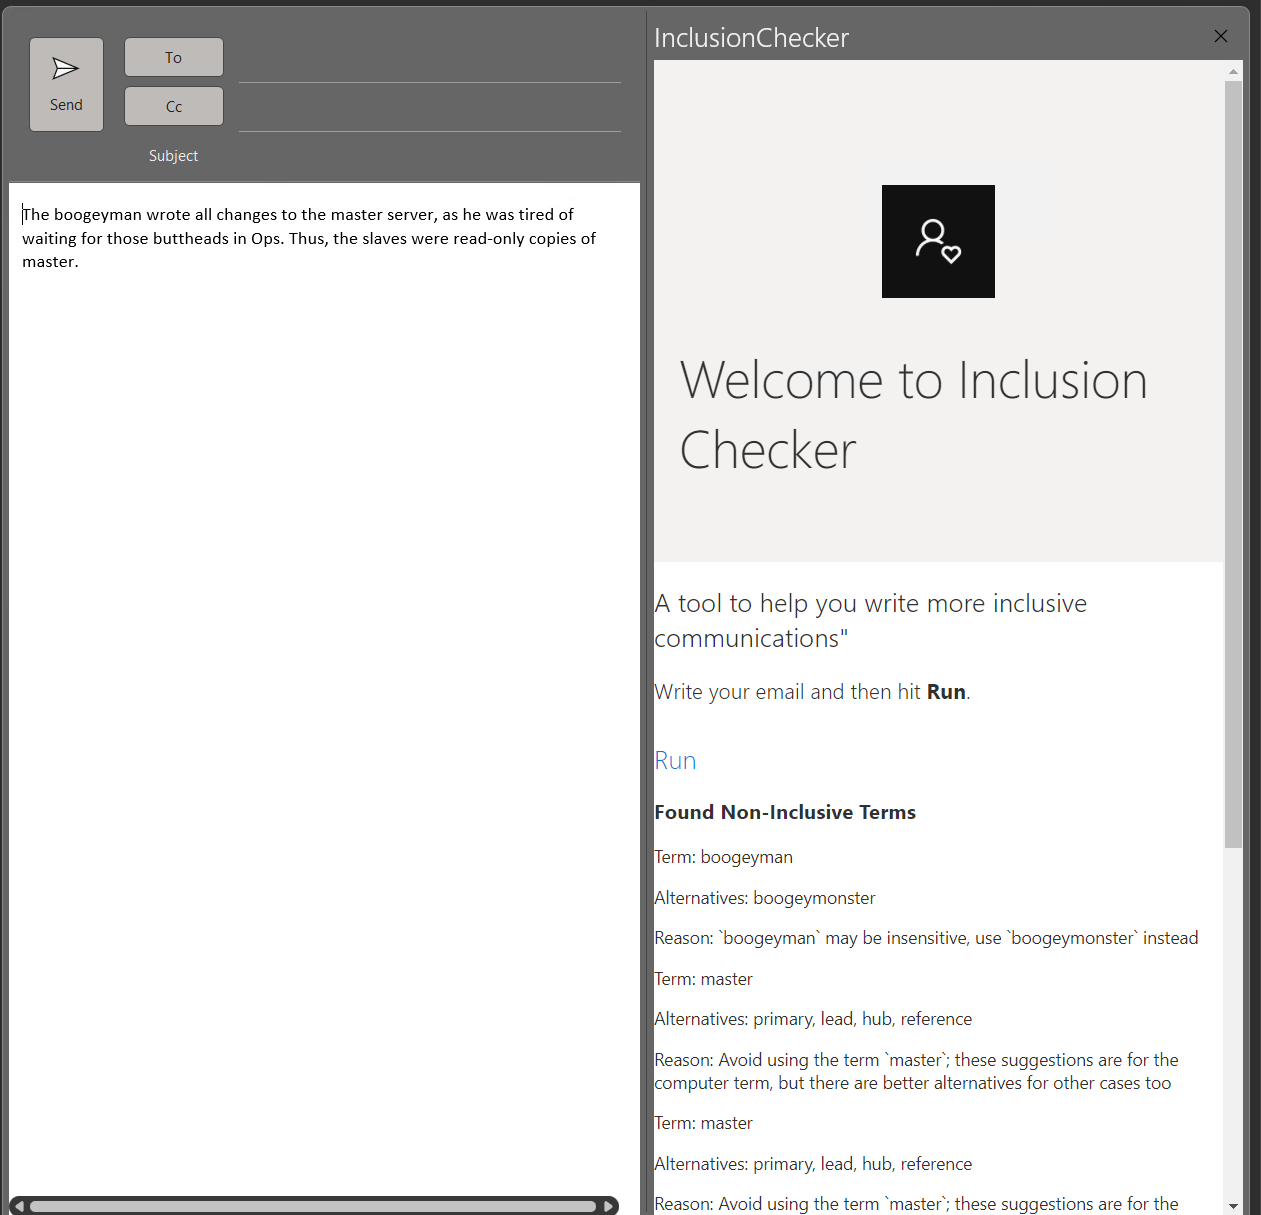 Send
To
Cc
Subject
The boogeyman wrote all changes to the master server, as he was tired of
waiting for those buttheads in Ops. Thus, the slaves were read-only copies of
master.
InclusionChecker
Welcome to Inclusion
Checker
A tool to help you write more inclusive
communications"
Write your email and then hit Run.
Run
Found Non-Inclusive Terms
Term: boogeyman
Alternatives: boogeymonster
Reason: `boogeyman` may be insensitive, use `boogeymonster` instead
Term: master
Alternatives: primary, lead, hub, reference
Reason: Avoid using the term `master`; these suggestions are for the
computer term, but there are better alternatives for other cases too
Term: master
Alternatives: primary, lead, hub, reference
Reason: Avoid using the term `master`; these suggestions are for the